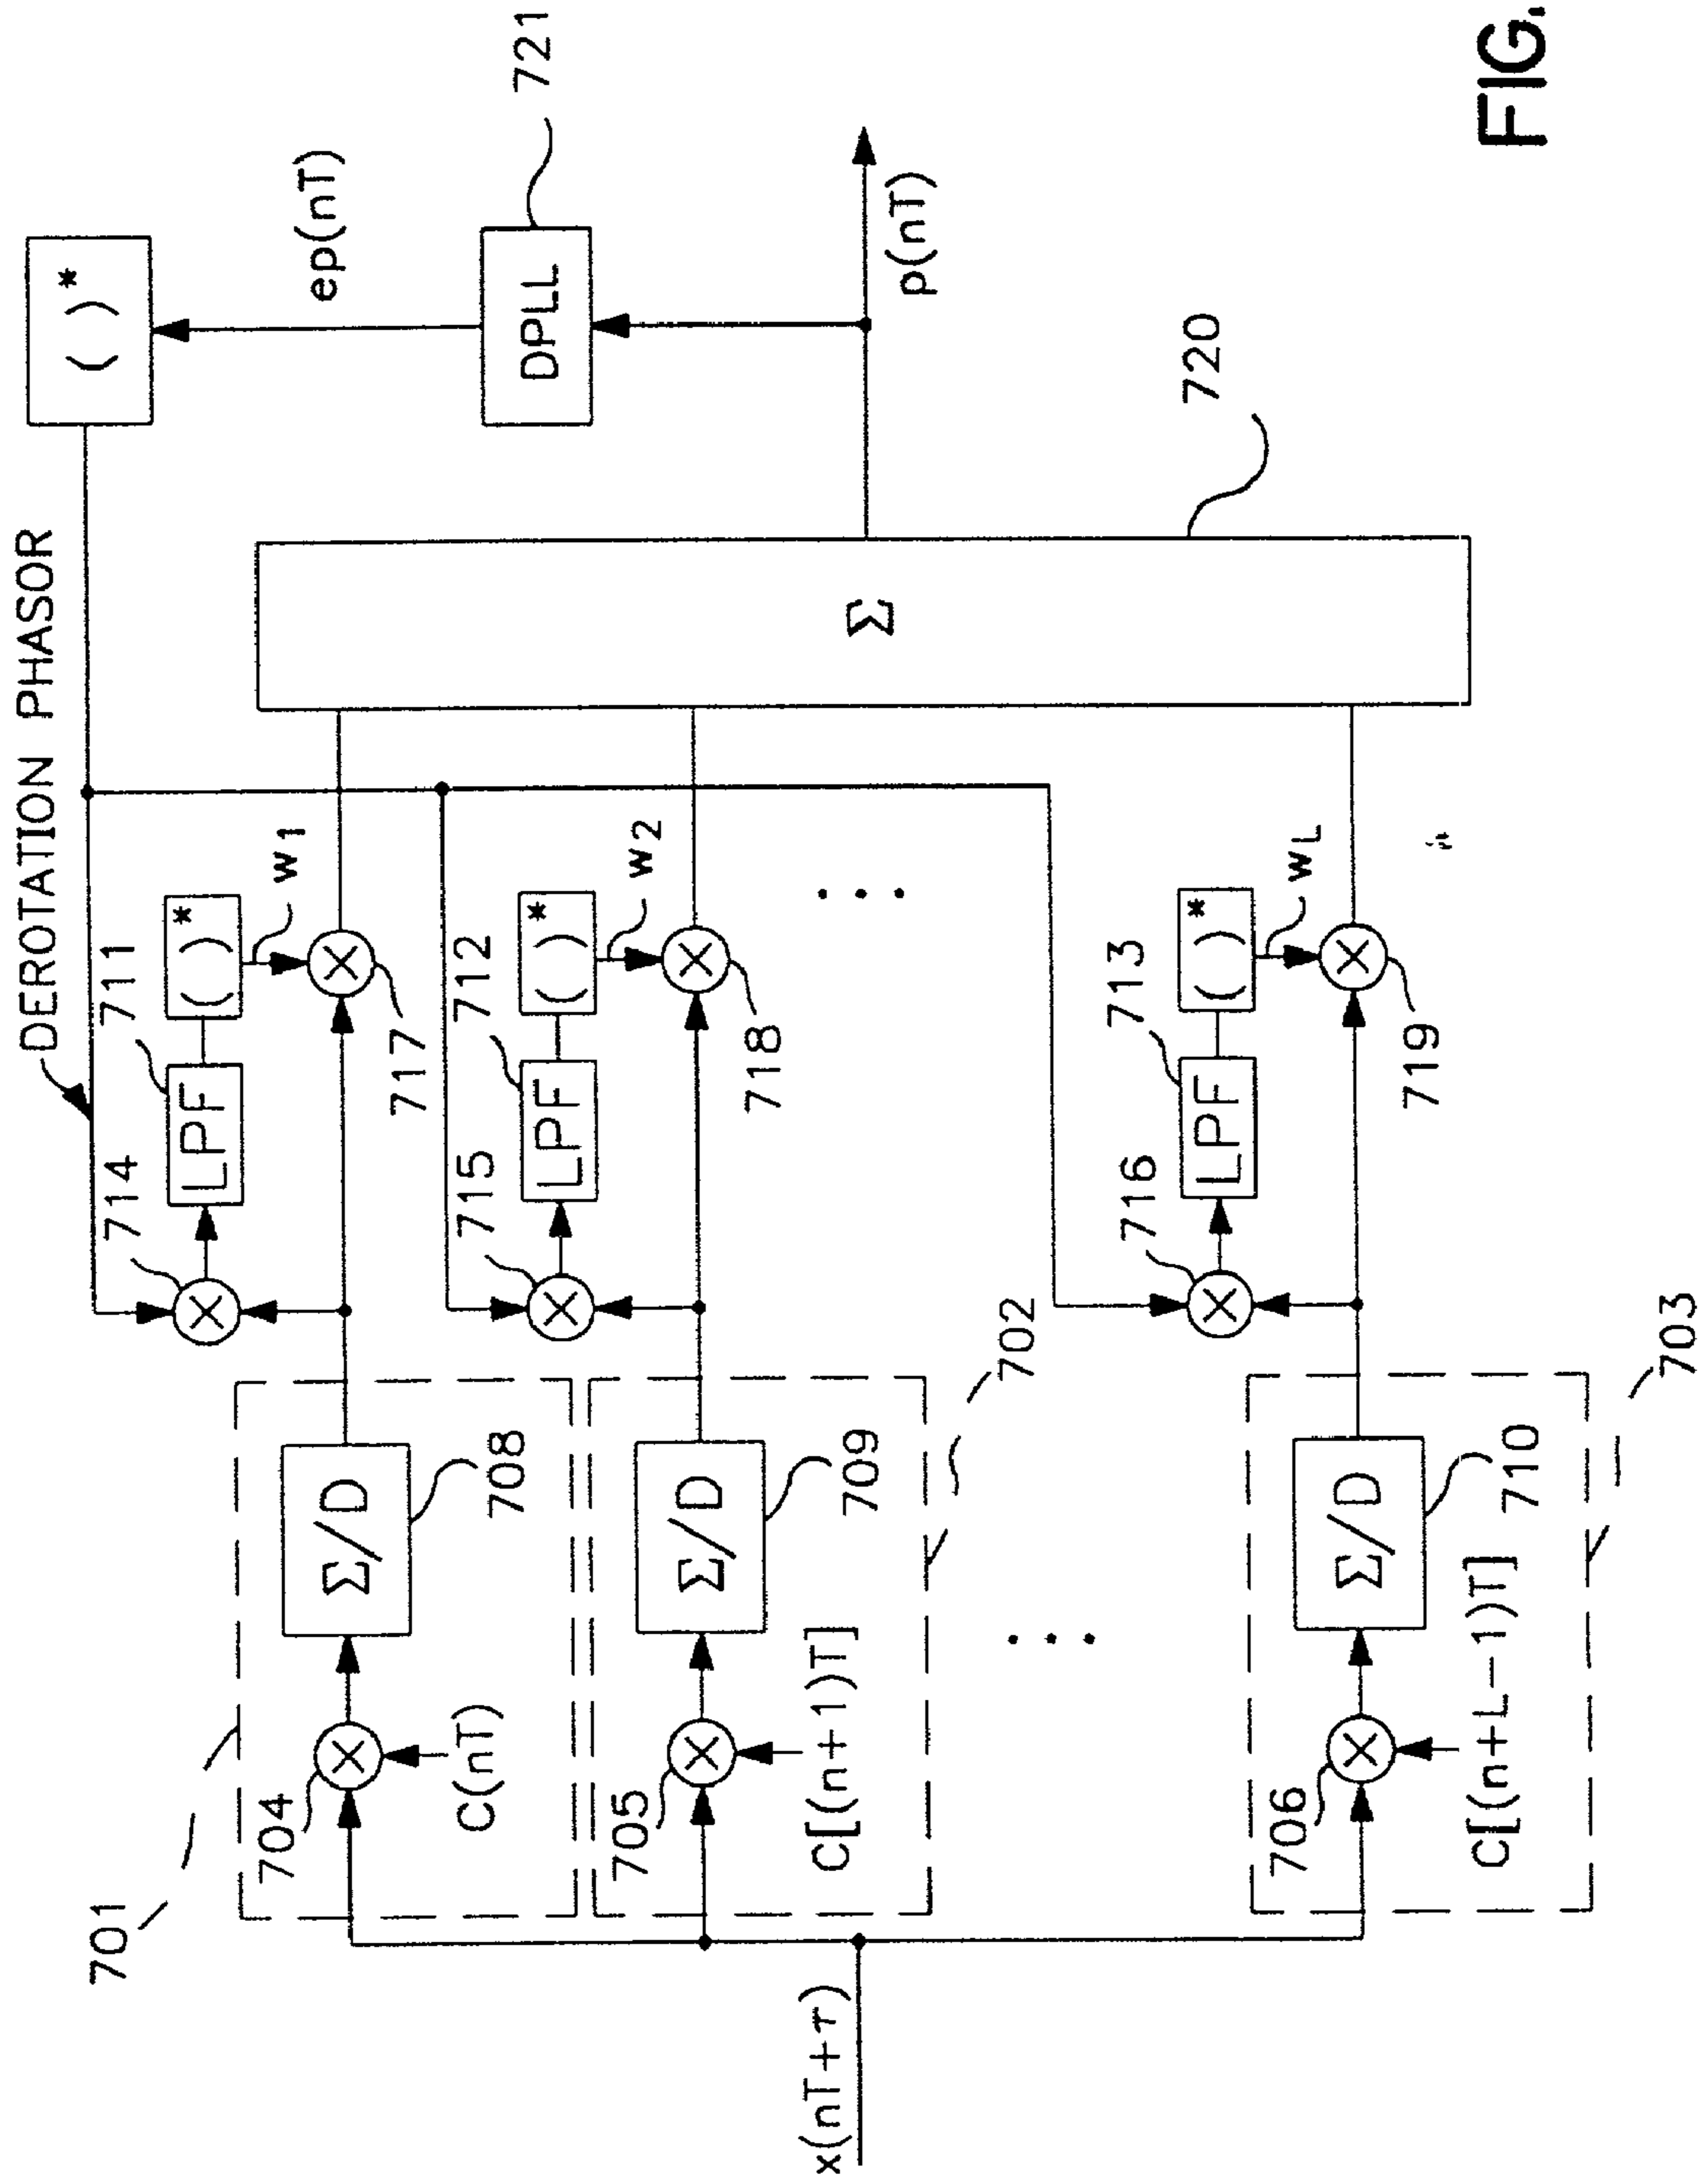 DEROTATION PHASOR
( )*
ep(nT)
DPLL
721
p(nT)
711
( )*
w1
714
LPF
717
712
( )*
w2
715
LPF
718
. . .
713
( )*
wL
716
LPF
719
Σ
720
701
704
C(nT)
Σ/D
708
705
C[(n+1)T]
Σ/D
709
702
. . .
706
C[(n+L-1)T]
Σ/D
710
703
x(nT+τ)
FIG.